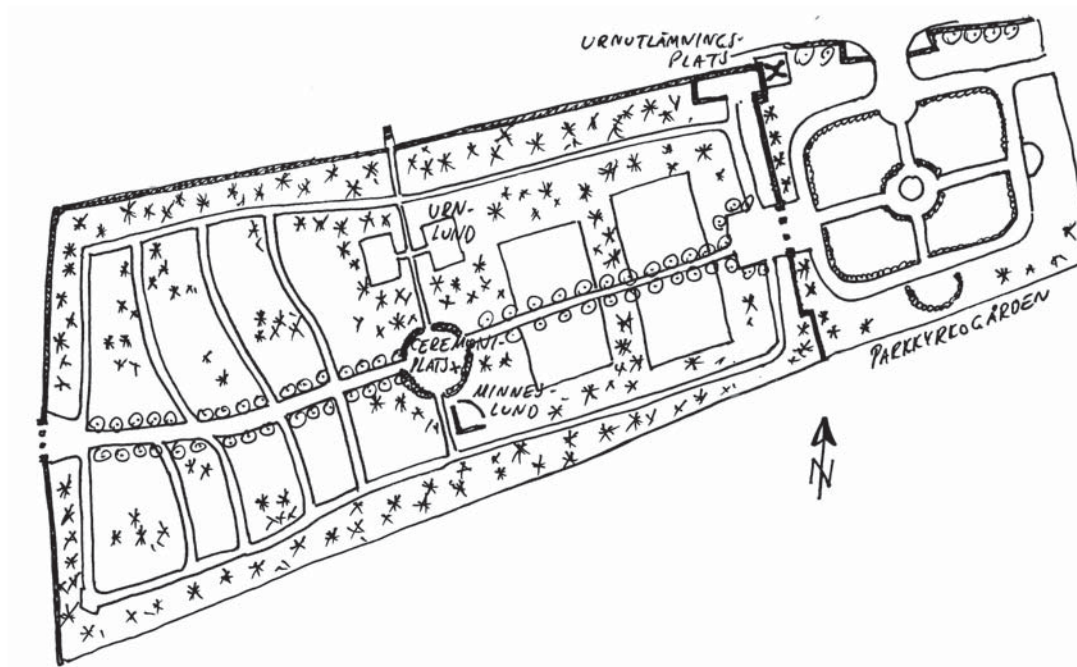 URNUTLÄMNINGS-
PLATS
URN-
LUND
CEREMONI-
PLATS
MINNES-
LUND
PARKKYRKOGÅRDEN
N